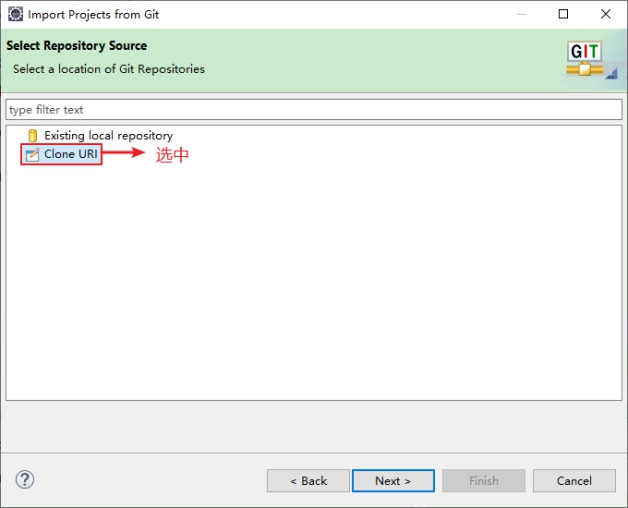 Import Projects from Git
Select Repository Source
Select a location of Git Repositories
GIT
type filter text
Existing local repository
Clone URI 选中
? < Back Next > Finish Cancel